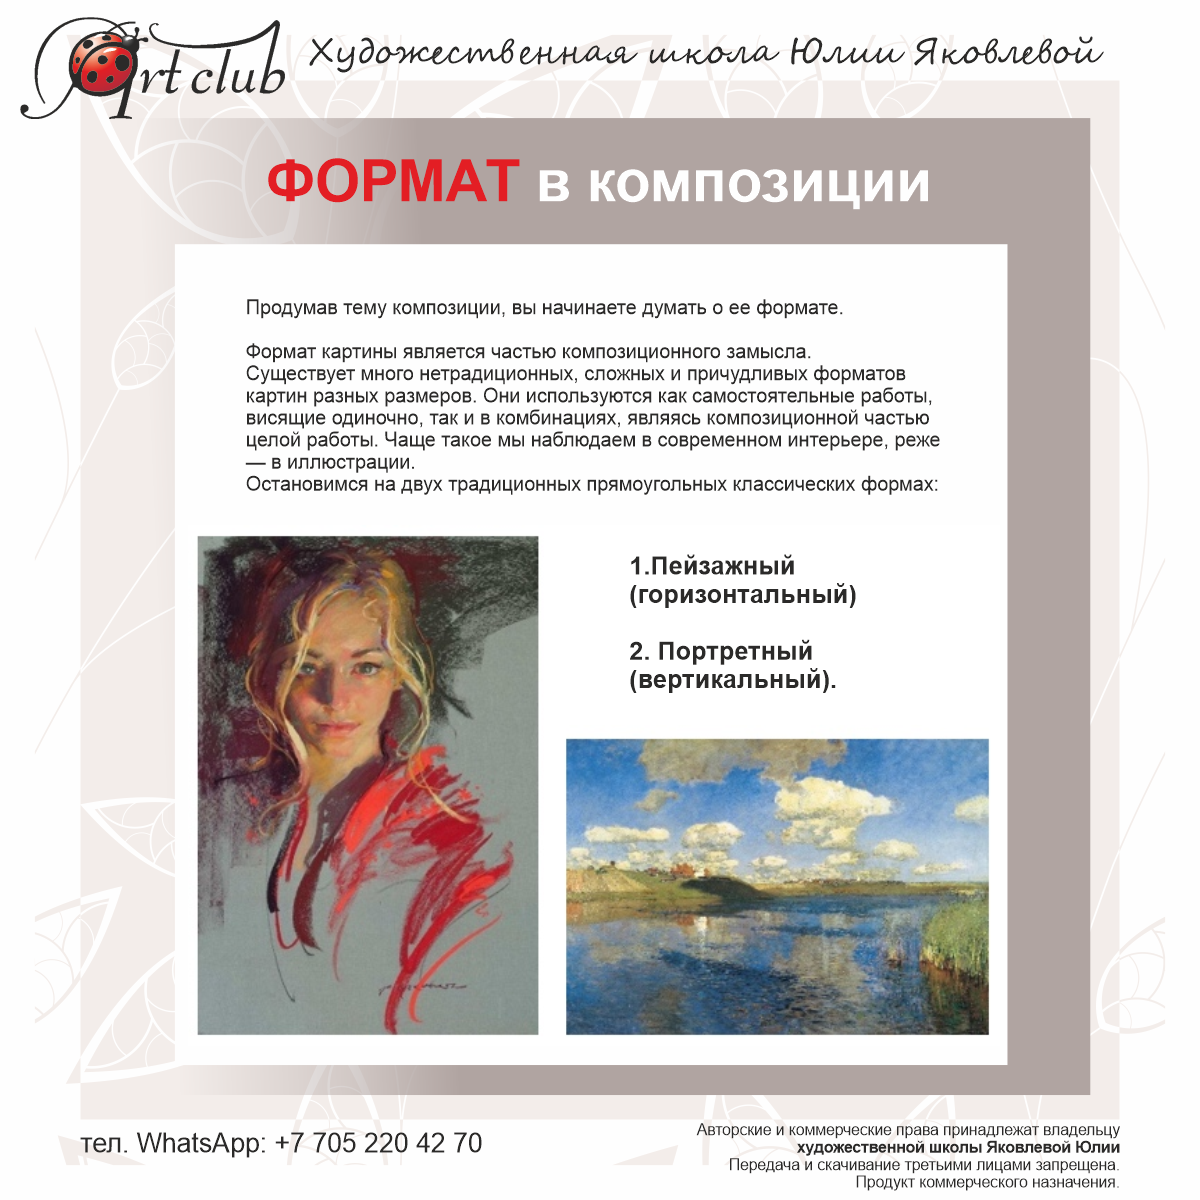 Art club
Художественная школа Юлии Яковлевой
ФОРМАТ в композиции
Продумав тему композиции, вы начинаете думать о ее формате.
Формат картины является частью композиционного замысла.
Существует много нетрадиционных, сложных и причудливых форматов
картин разных размеров. Они используются как самостоятельные работы,
висящие одиночно, так и в комбинациях, являясь композиционной частью
целой работы. Чаще такое мы наблюдаем в современном интерьере, реже
— в иллюстрации.
Остановимся на двух традиционных прямоугольных классических формах:
1.Пейзажный
(горизонтальный)
2. Портретный
(вертикальный).
тел. WhatsApp: +7 705 220 42 70
Авторские и коммерческие права принадлежат владельцу
художественной школы Яковлевой Юлии
Передача и скачивание третьими лицами запрещена.
Продукт коммерческого назначения.